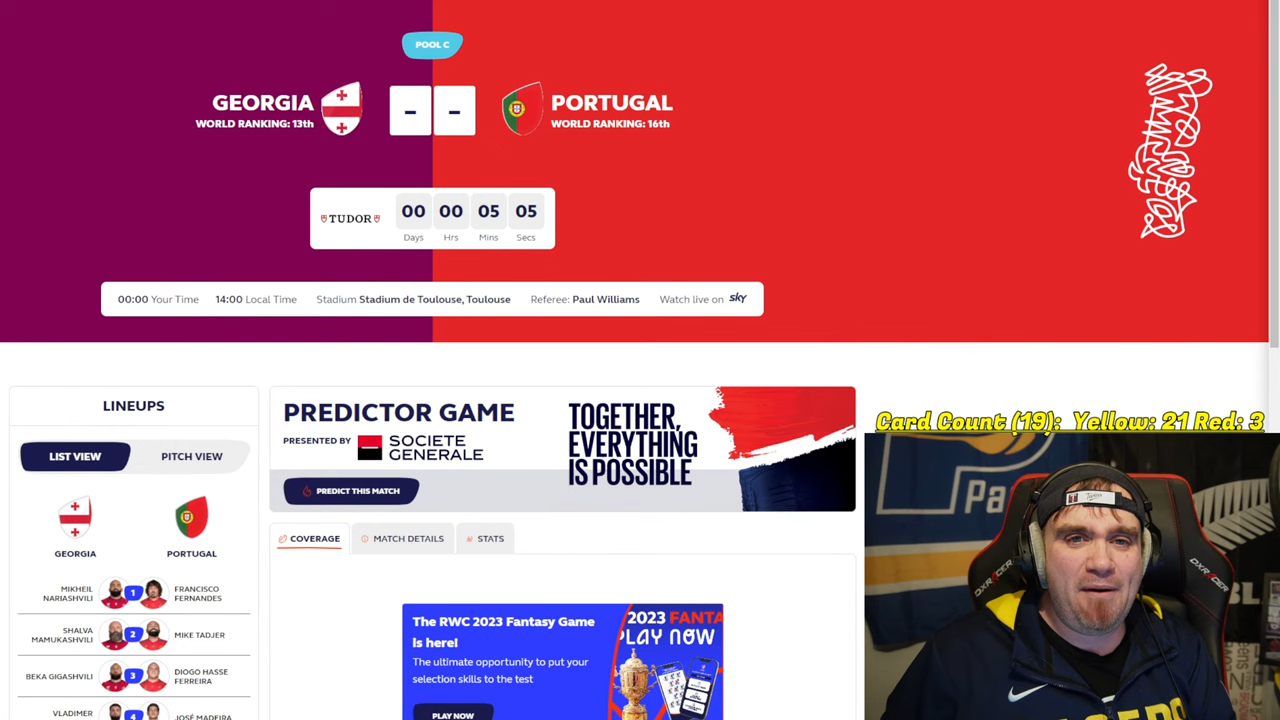 POOL C
GEORGIA
WORLD RANKING: 13th
-
-
PORTUGAL
WORLD RANKING: 16th
TUDOR
00 00 05 05
Days Hrs Mins Secs
00:00 Your Time 14:00 Local Time Stadium Stadium de Toulouse, Toulouse Referee: Paul Williams Watch live on sky
LINEUPS
LIST VIEW PITCH VIEW
GEORGIA PORTUGAL
MIKHEIL NARIASHVILI
1
FRANCISCO FERNANDES
SHALVA MAMUKASHVILI
2
MIKE TADJER
BEKA GIGASHVILI
3
DIOGO HASSE FERREIRA
VLADIMER
4
JOSÉ MADEIRA
PREDICTOR GAME
PRESENTED BY
SOCIETE
GENERALE
PREDICT THIS MATCH
TOGETHER,
EVERYTHING
IS POSSIBLE
COVERAGE MATCH DETAILS STATS
The RWC 2023 Fantasy Game
is here!
The ultimate opportunity to put your
selection skills to the test
PLAY NOW
2023 FANTA
PLAY NOW
Card Count (19): Yellow: 21 Red: 3
Pa
DXRACER
DXRACER